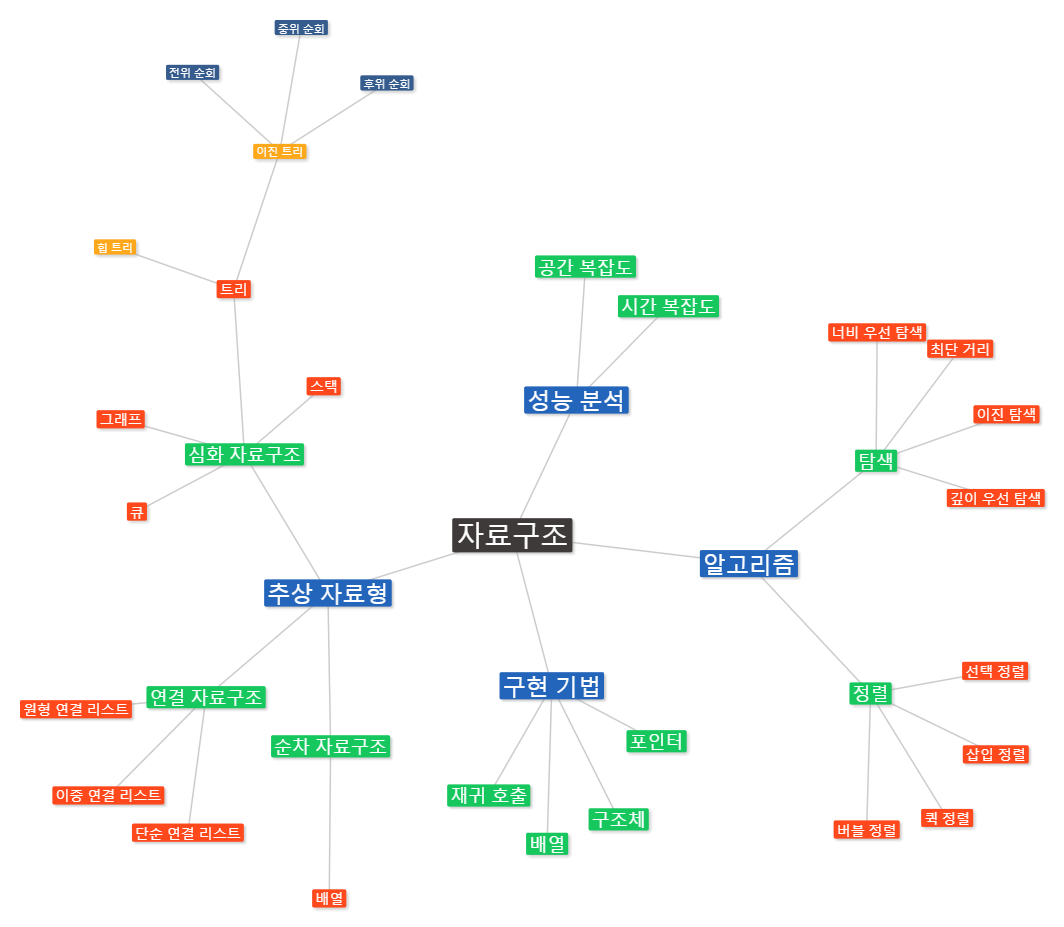 중위 순회
전위 순회
후위 순회
이진 트리
힙 트리
트리
공간 복잡도
시간 복잡도
너비 우선 탐색
최단 거리
스택
성능 분석
그래프
이진 탐색
심화 자료구조
탐색
깊이 우선 탐색
큐
자료구조
알고리즘
추상 자료형
선택 정렬
구현 기법
정렬
연결 자료구조
원형 연결 리스트
포인터
순차 자료구조
삽입 정렬
이중 연결 리스트
재귀 호출
구조체
퀵 정렬
버블 정렬
단순 연결 리스트
배열
배열